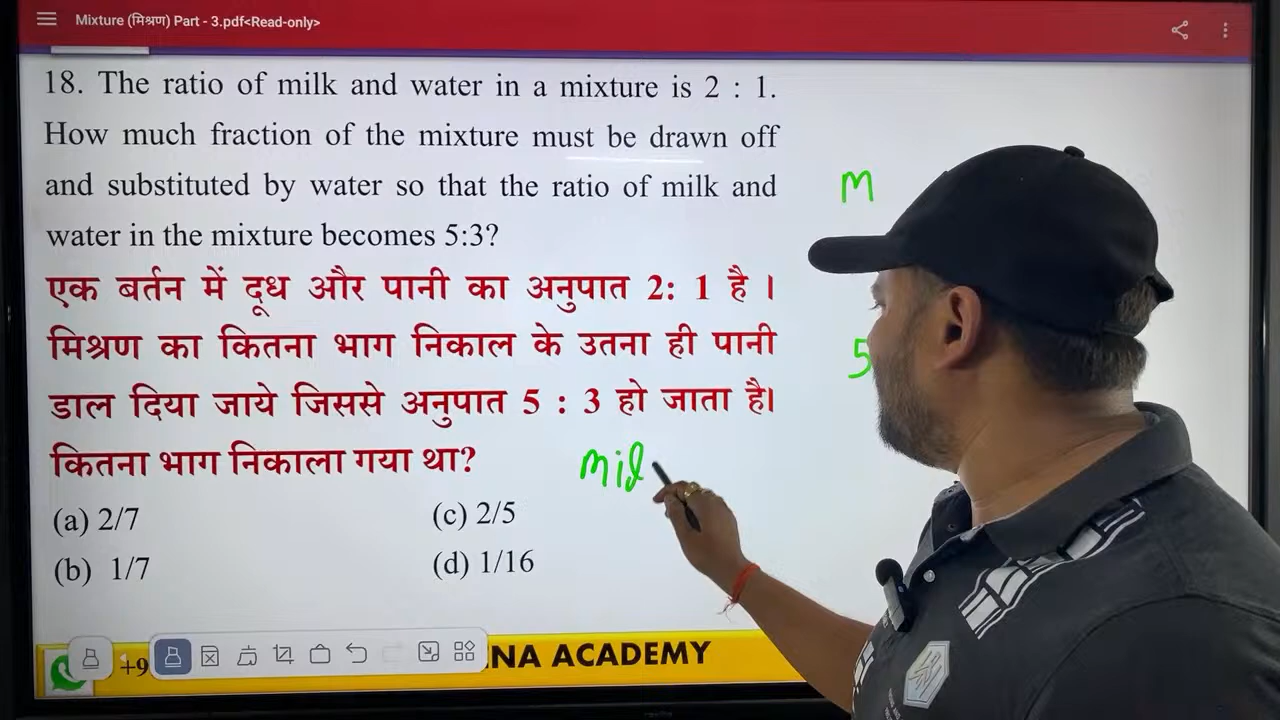 Mixture (मिश्रण) Part - 3.pdf<Read-only>
18. The ratio of milk and water in a mixture is 2 : 1.
How much fraction of the mixture must be drawn off
and substituted by water so that the ratio of milk and
water in the mixture becomes 5:3?
M
एक बर्तन में दूध और पानी का अनुपात 2: 1 है ।
मिश्रण का कितना भाग निकाल के उतना ही पानी
5
डाल दिया जाये जिससे अनुपात 5 : 3 हो जाता है।
कितना भाग निकाला गया था?
mil
(a) 2/7
(c) 2/5
(b) 1/7
(d) 1/16
+9
ACADEMY